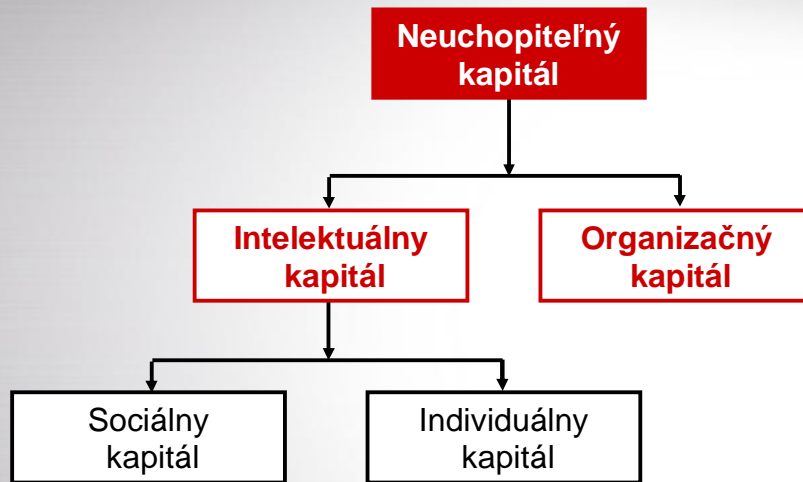 Neuchopiteľný
kapitál
Intelektuálny
kapitál
Organizačný
kapitál
Sociálny
kapitál
Individuálny
kapitál